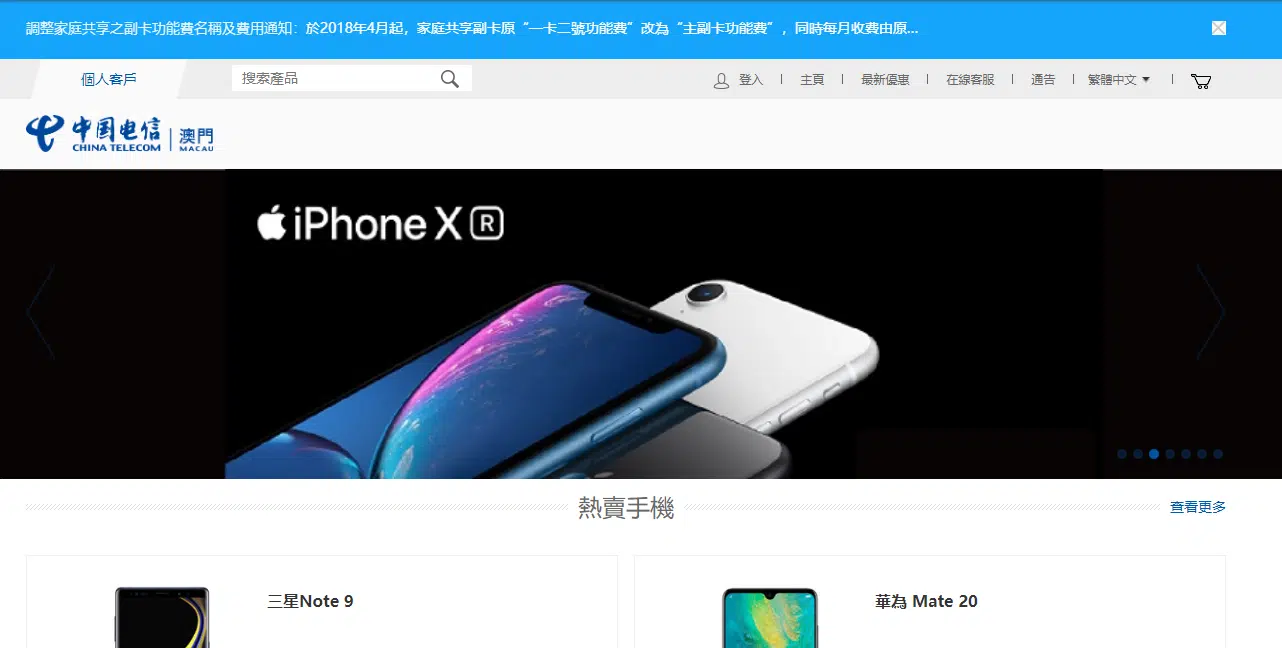 調整家庭共享之副卡功能費名稱及費用通知：於2018年4月起，家庭共享副卡原“一卡二號功能費”改為“主副卡功能費”，同時每月收費由原...
個人客戶
搜索產品
登入
主頁
最新優惠
在線客服
通告
繁體中文
中国电信
CHINA TELECOM
澳門
MACAU
iPhone XR
熱賣手機
查看更多
三星Note 9
華為 Mate 20